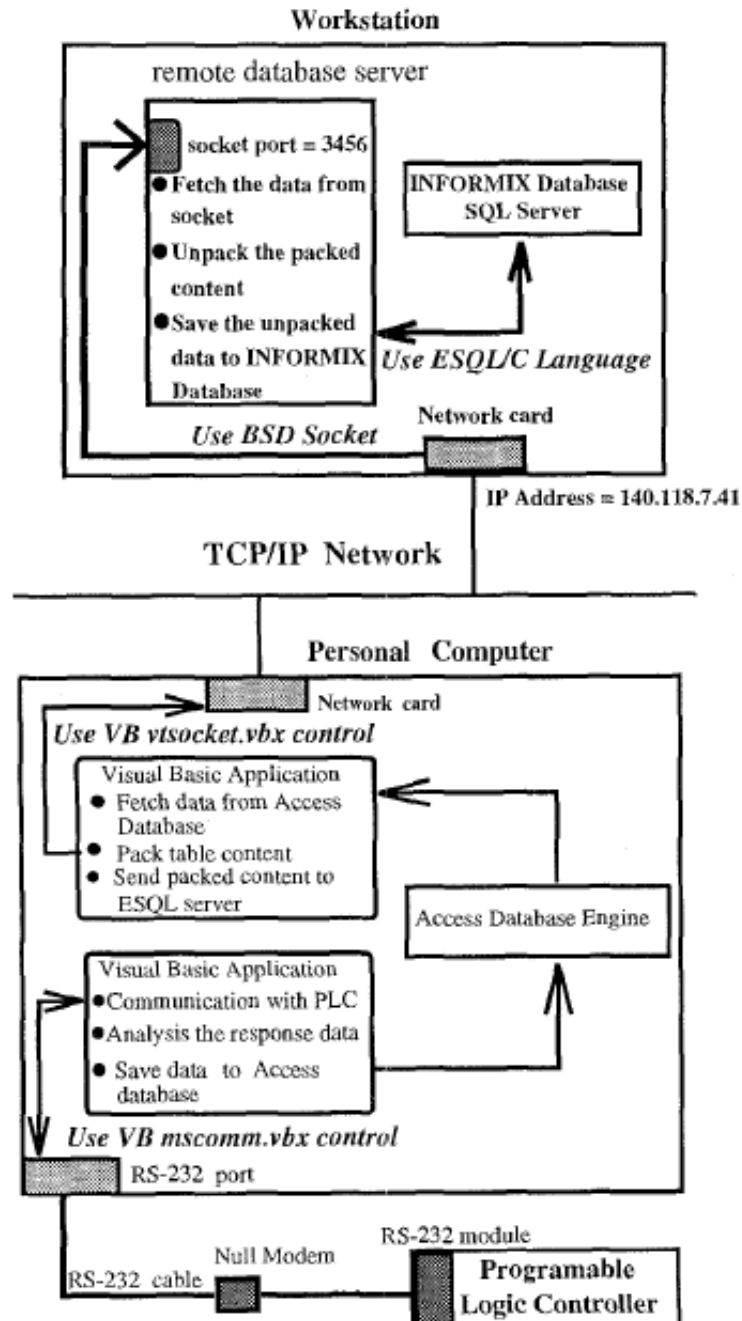 Workstation
remote database server
socket port = 3456
●Fetch the data from
socket
●Unpack the packed
content
●Save the unpacked
data to INFORMIX
Database
INFORMIX Database
SQL Server
Use ESQL/C Language
Network card
Use BSD Socket
IP Address = 140.118.7.41
TCP/IP Network
Personal Computer
Network card
Use VB vtsocket.vbx control
Visual Basic Application
● Fetch data from Access
Database
● Pack table content
● Send packed content to
ESQL server
Access Database Engine
Visual Basic Application
●Communication with PLC
●Analysis the response data
● Save data to Access
database
Use VB mscomm.vbx control
RS-232 port
RS-232 module
Null Modem
RS-232 cable
Programable
Logic Controller